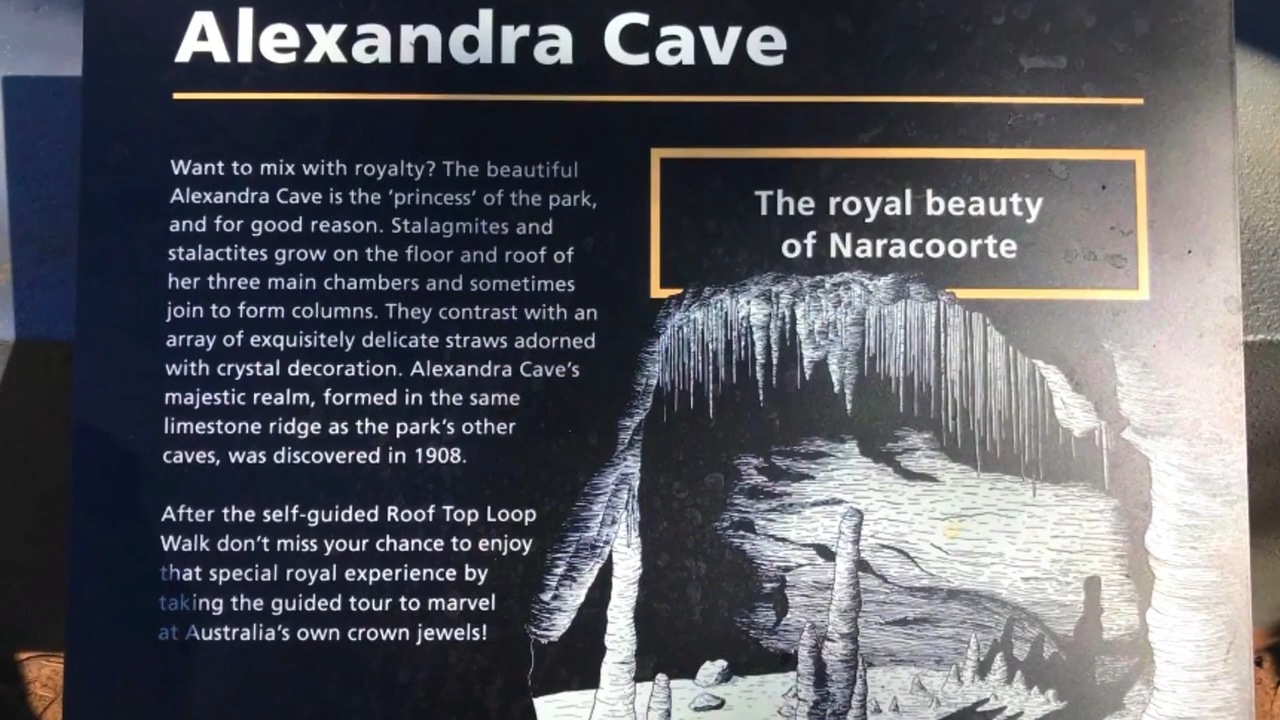 Alexandra Cave
Want to mix with royalty? The beautiful
Alexandra Cave is the ‘princess’ of the park,
and for good reason. Stalagmites and
stalactites grow on the floor and roof of
her three main chambers and sometimes
join to form columns. They contrast with an
array of exquisitely delicate straws adorned
with crystal decoration. Alexandra Cave’s
majestic realm, formed in the same
limestone ridge as the park’s other
caves, was discovered in 1908.
After the self-guided Roof Top Loop
Walk don’t miss your chance to enjoy
that special royal experience by
taking the guided tour to marvel
at Australia’s own crown jewels!
The royal beauty
of Naracoorte